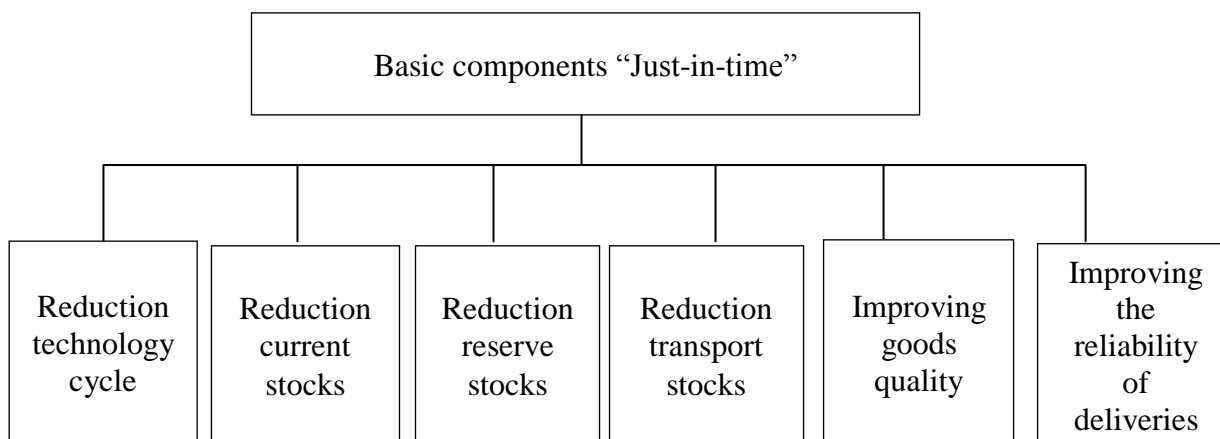 Basic components “Just-in-time”
Reduction
technology
cycle
Reduction
current
stocks
Reduction
reserve
stocks
Reduction
transport
stocks
Improving
goods
quality
Improving
the
reliability
of
deliveries